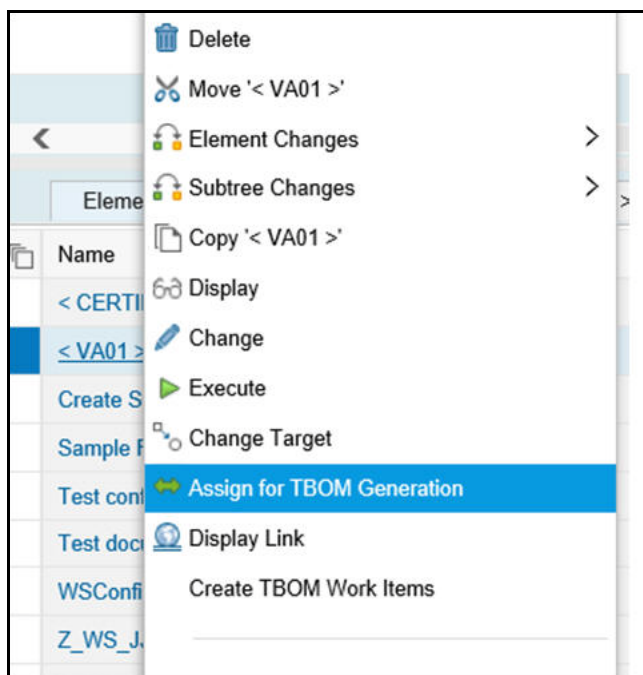 Delete
Move '< VA01 >'
Element Changes
Subtree Changes
Eleme
Copy '< VA01 >'
Name
Display
< CERTI
Change
< VA01 >
Execute
Create S
Change Target
Sample F
Assign for TBOM Generation
Test conf
Display Link
Test docu
Create TBOM Work Items
WSConfi
Z_WS_J